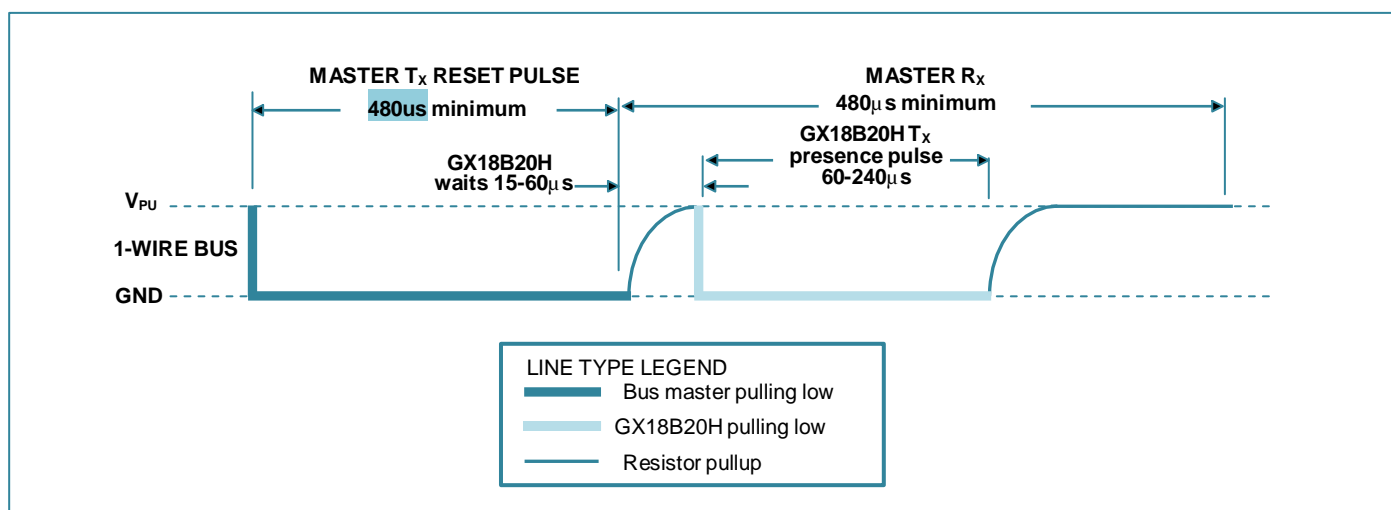 MASTER TX RESET PULSE
480us minimum
MASTER RX
480µs minimum
GX18B20H
waits 15-60µs
GX18B20H TX
presence pulse
60-240µs
VPU
1-WIRE BUS
GND
LINE TYPE LEGEND
Bus master pulling low
GX18B20H pulling low
Resistor pullup